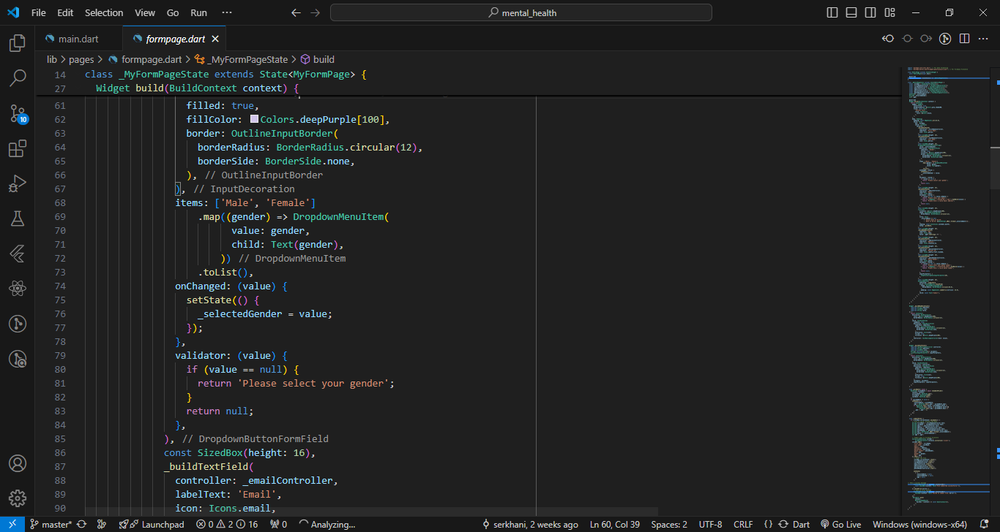 File Edit Selection View Go Run ··· mental_health
main.dart formpage.dart
lib > pages > formpage.dart > _MyFormPageState > build
14 class _MyFormPageState extends State<MyFormPage> {
27 Widget build(BuildContext context) {
61 filled: true,
62 fillColor: Colors.deepPurple[100],
63 border: OutlineInputBorder(
64 borderRadius: BorderRadius.circular(12),
65 borderSide: BorderSide.none,
66 ), // OutlineInputBorder
67 ), // InputDecoration
68 items: ['Male', 'Female']
69 .map((gender) => DropdownMenuItem(
70 value: gender,
71 child: Text(gender),
72 )) // DropdownMenuItem
73 .toList(),
74 onChanged: (value) {
75 setState(() {
76 _selectedGender = value;
77 });
78 },
79 validator: (value) {
80 if (value == null) {
81 return 'Please select your gender';
82 }
83 return null;
84 },
85 ), // DropdownButtonFormField
86 const SizedBox(height: 16),
87 _buildTextField(
88 controller: _emailController,
89 labelText: 'Email',
90 icon: Icons.email,
10
master* Launchpad 0 2 16 0 Analyzing... serkhani, 2 weeks ago Ln 60, Col 39 Spaces: 2 UTF-8 CRLF {} Dart Go Live Windows (windows-x64)